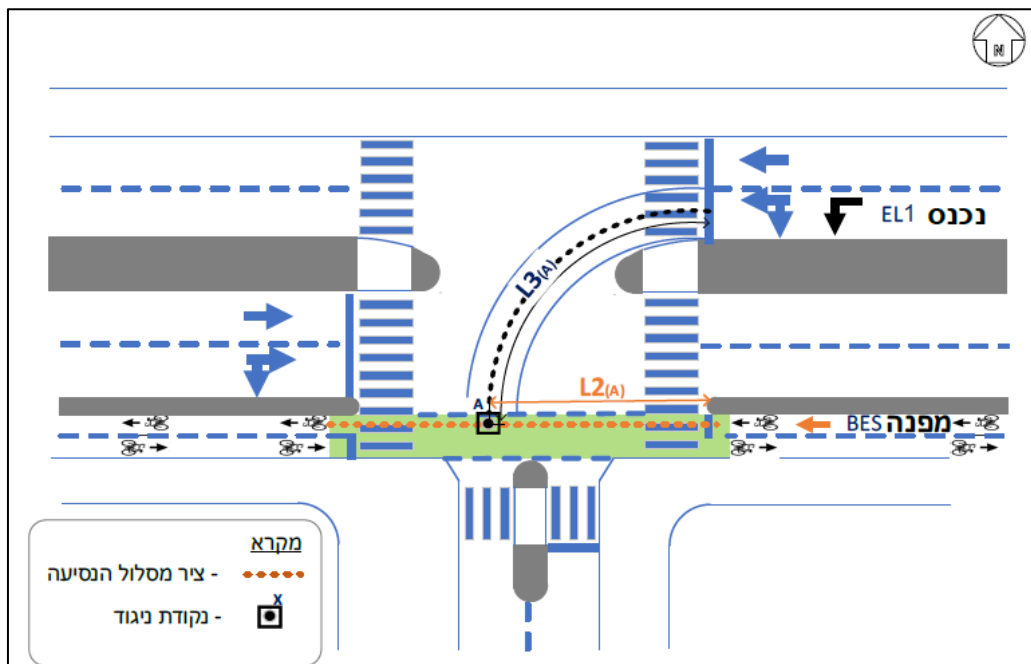 N
נכנס EL1
L3(A)
L2(A)
A
מפנה BES
מקרא
- ציר מסלול הנסיעה
X
- נקודת ניגוד